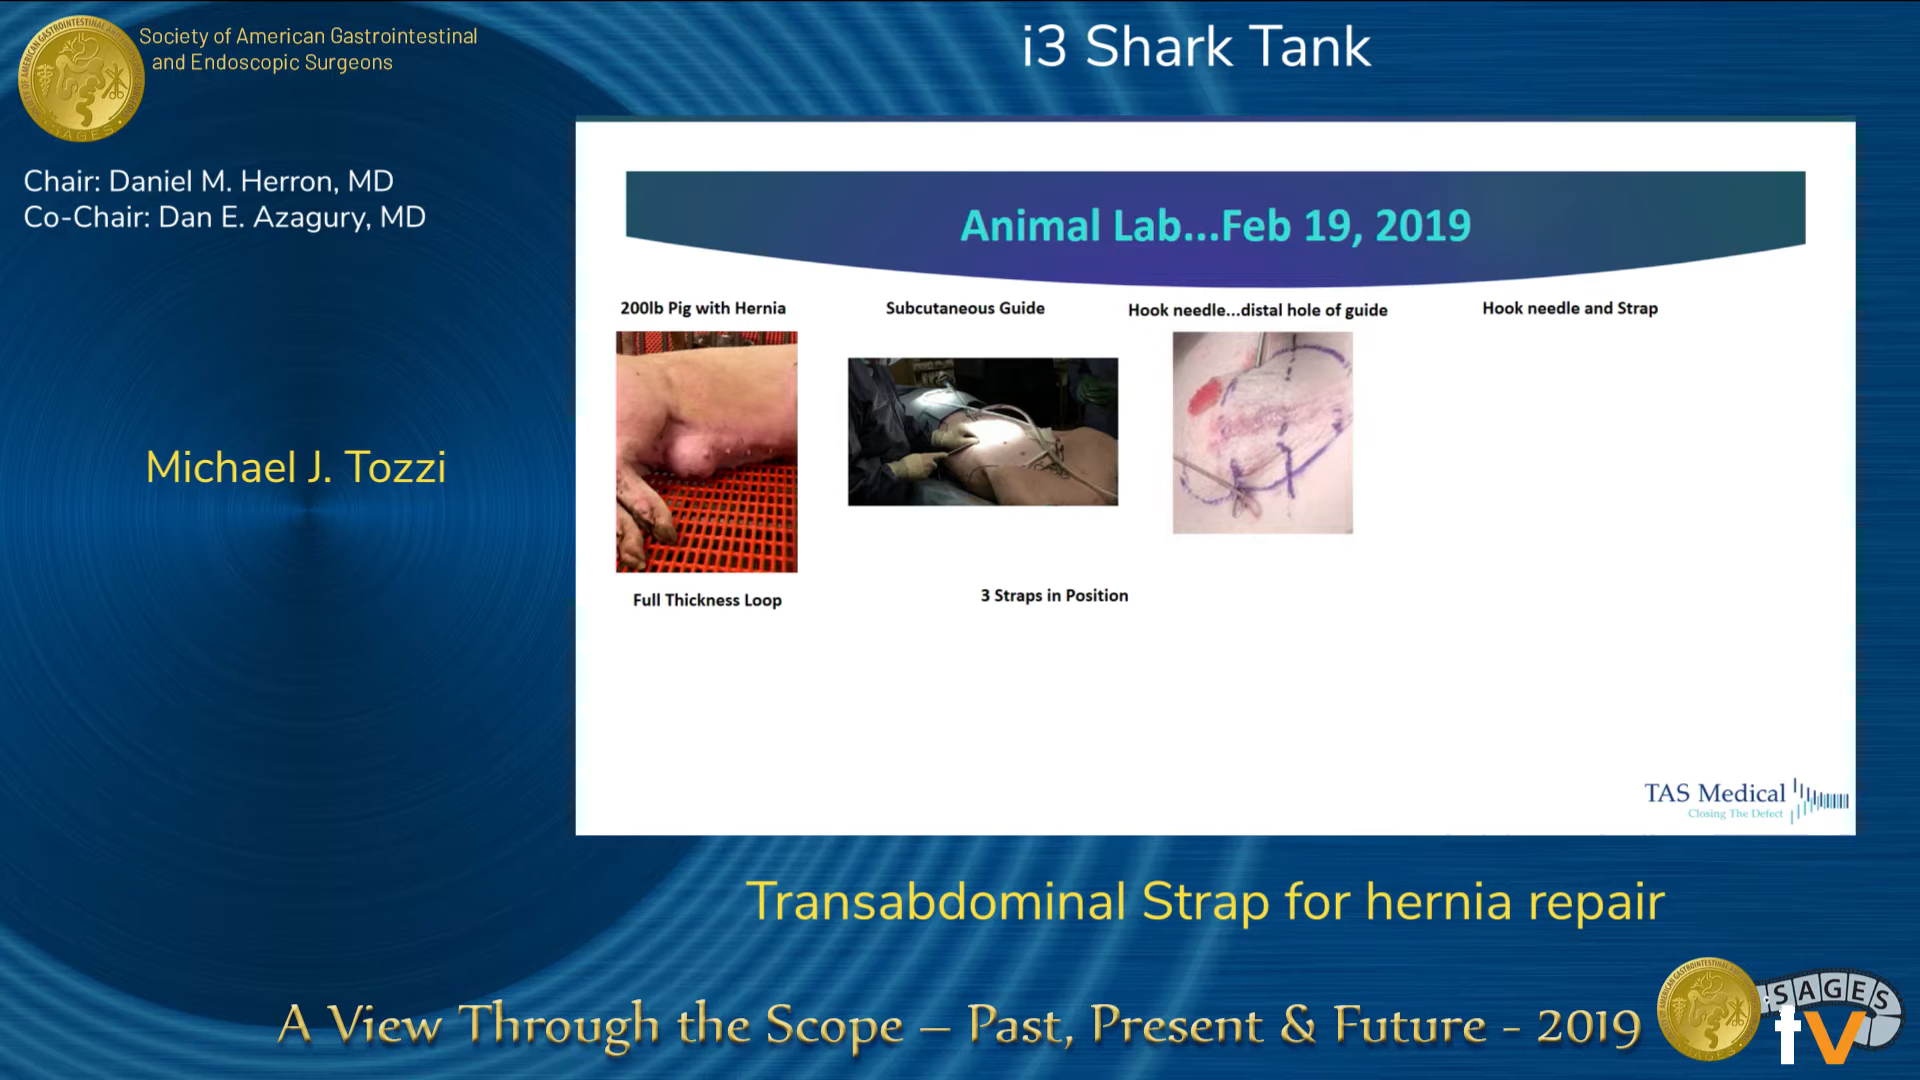 Society of American Gastrointestinal
and Endoscopic Surgeons
i3 Shark Tank
Chair: Daniel M. Herron, MD
Co-Chair: Dan E. Azagury, MD
Michael J. Tozzi
Animal Lab...Feb 19, 2019
200lb Pig with Hernia
Subcutaneous Guide
Hook needle...distal hole of guide
Hook needle and Strap
Full Thickness Loop
3 Straps in Position
TAS Medical
Closing The Defect
Transabdominal Strap for hernia repair
A View Through the Scope – Past, Present & Future - 2019
SAGES
tv